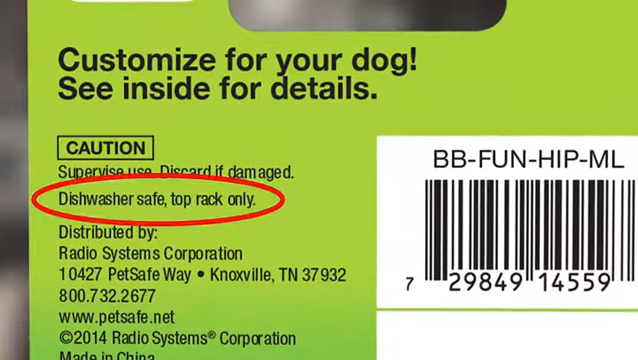 Customize for your dog!
See inside for details.
CAUTION
Supervise use. Discard if damaged.
Dishwasher safe, top rack only.
Distributed by:
Radio Systems Corporation
10427 PetSafe Way • Knoxville, TN 37932
800.732.2677
www.petsafe.net
©2014 Radio Systems® Corporation
Made in China
BB-FUN-HIP-ML
7 29849 14559